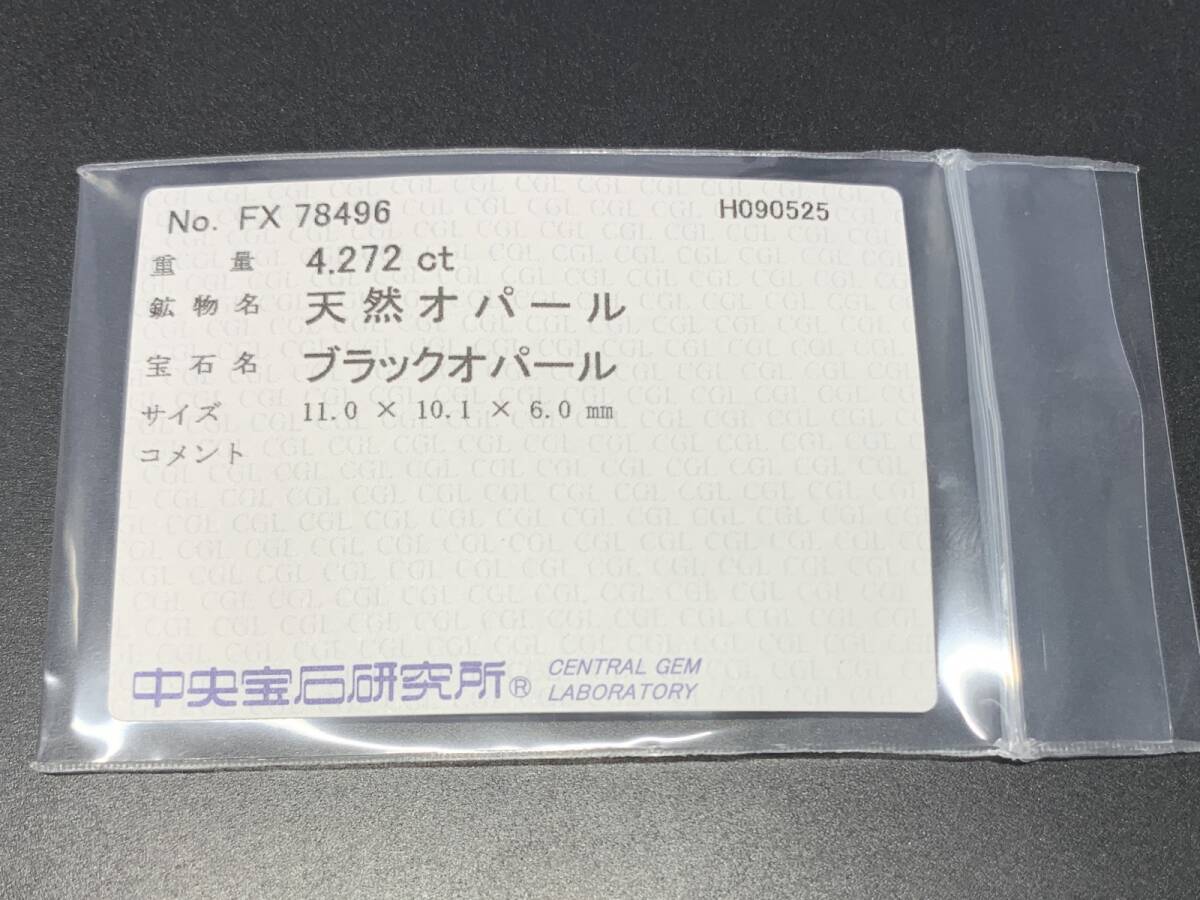 No. FX 78496 H090525
重量 4.272 ct
鉱物名 天然オパール
宝石名 ブラックオパール
サイズ 11.0 × 10.1 × 6.0 mm
コメント
中央宝石研究所® CENTRAL GEM
LABORATORY